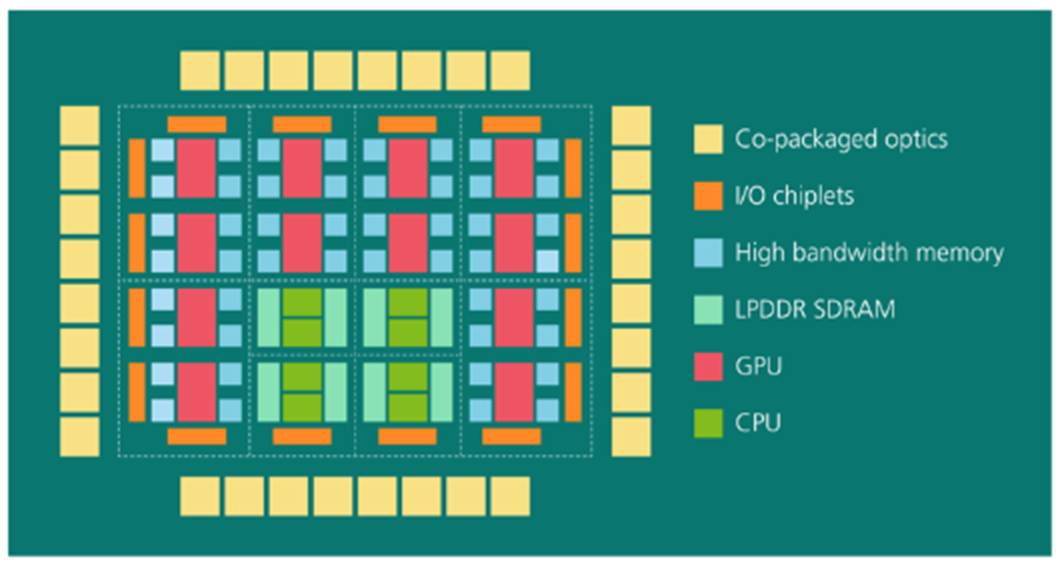 Co-packaged optics
I/O chiplets
High bandwidth memory
LPDDR SDRAM
GPU
CPU